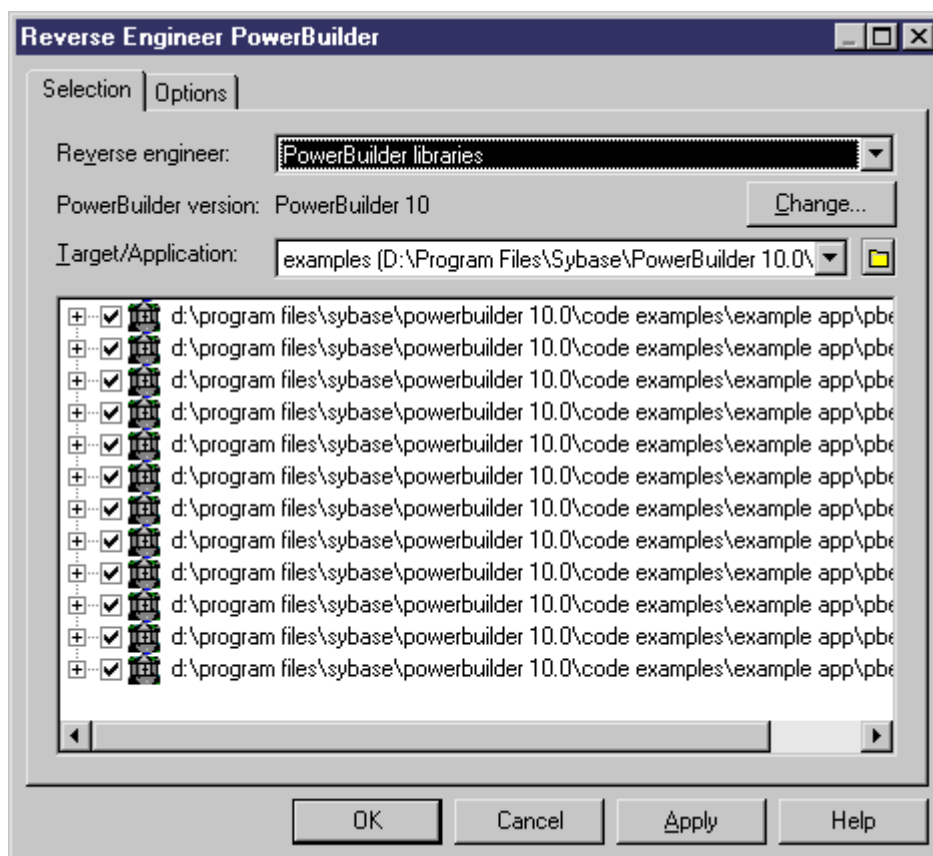 Reverse Engineer PowerBuilder
Selection Options
Reverse engineer: PowerBuilder libraries
PowerBuilder version: PowerBuilder 10 Change...
Target/Application: examples (D:\Program Files\Sybase\PowerBuilder 10.0\
d:\program files\sybase\powerbuilder 10.0\code examples\example app\pbe
d:\program files\sybase\powerbuilder 10.0\code examples\example app\pbe
d:\program files\sybase\powerbuilder 10.0\code examples\example app\pbe
d:\program files\sybase\powerbuilder 10.0\code examples\example app\pbe
d:\program files\sybase\powerbuilder 10.0\code examples\example app\pbe
d:\program files\sybase\powerbuilder 10.0\code examples\example app\pbe
d:\program files\sybase\powerbuilder 10.0\code examples\example app\pbe
d:\program files\sybase\powerbuilder 10.0\code examples\example app\pbe
d:\program files\sybase\powerbuilder 10.0\code examples\example app\pbe
d:\program files\sybase\powerbuilder 10.0\code examples\example app\pbe
d:\program files\sybase\powerbuilder 10.0\code examples\example app\pbe
d:\program files\sybase\powerbuilder 10.0\code examples\example app\pbe
OK Cancel Apply Help